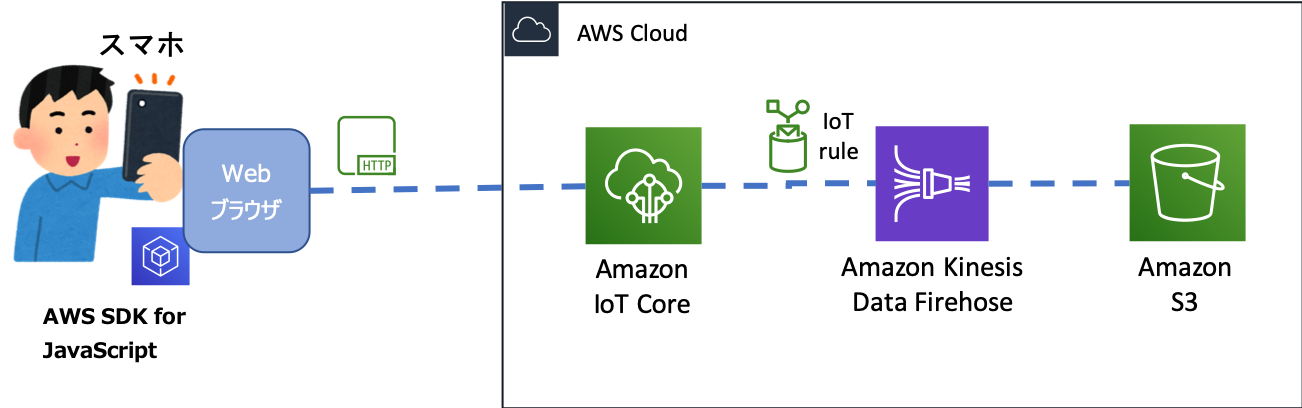 スマホ
Web
ブラウザ
AWS SDK for
JavaScript
HTTP
AWS Cloud
Amazon
IoT Core
IoT
rule
Amazon Kinesis
Data Firehose
Amazon
S3